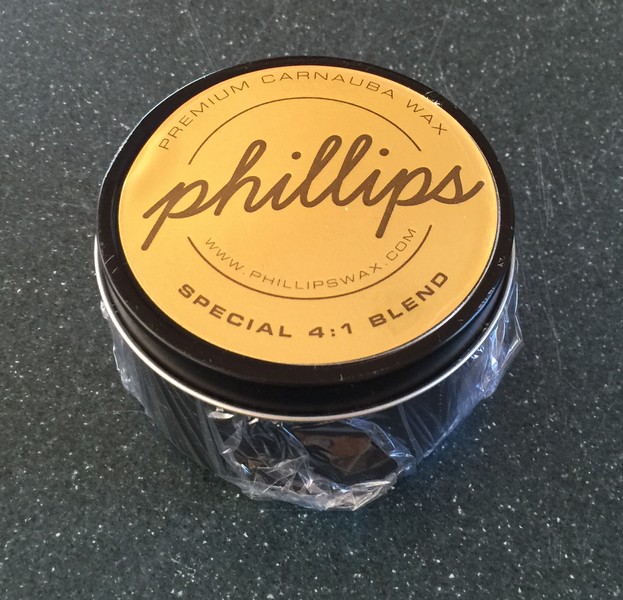 PREMIUM CARNAUBA WAX
phillips
WWW.PHILLIPSWAX.COM
SPECIAL 4:1 BLEND